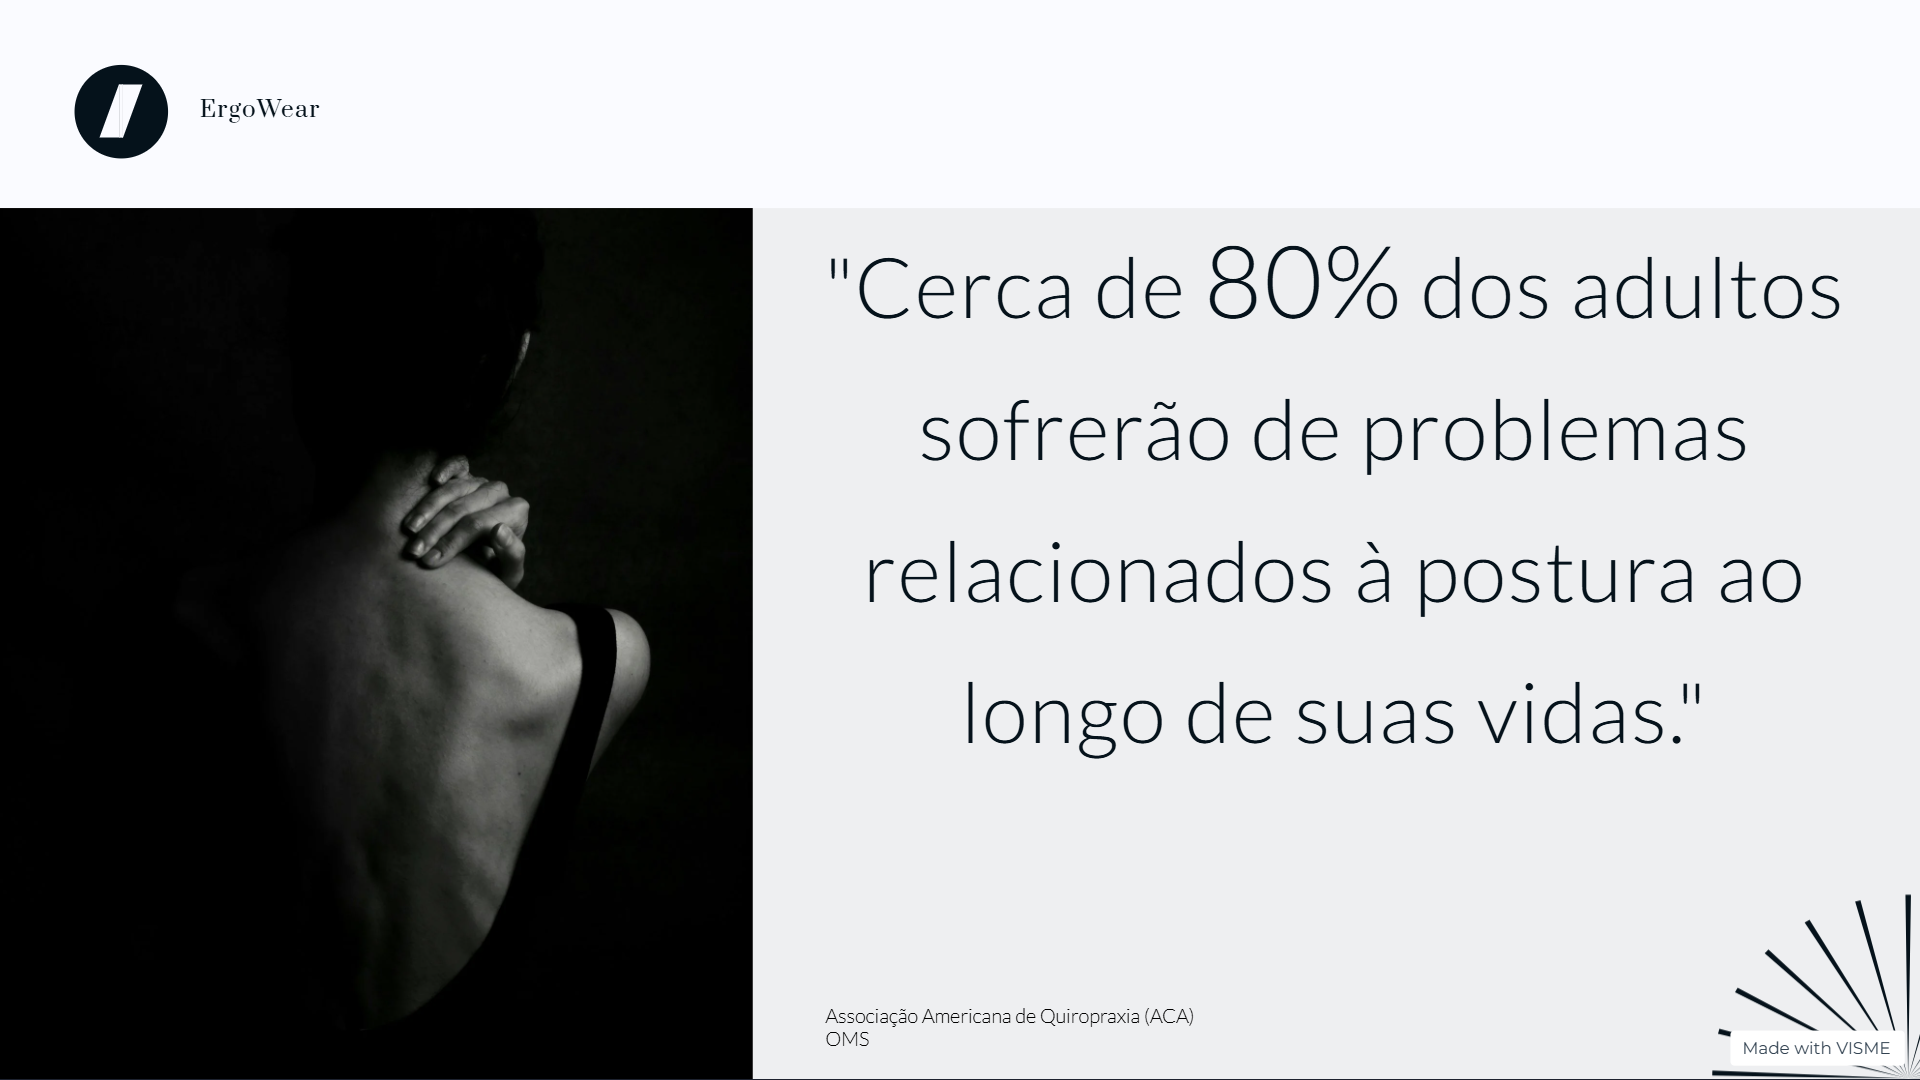 ErgoWear
"Cerca de 80% dos adultos
sofrerão de problemas
relacionados à postura ao
longo de suas vidas."
Associação Americana de Quiropraxia (ACA)
OMS
Made with VISME